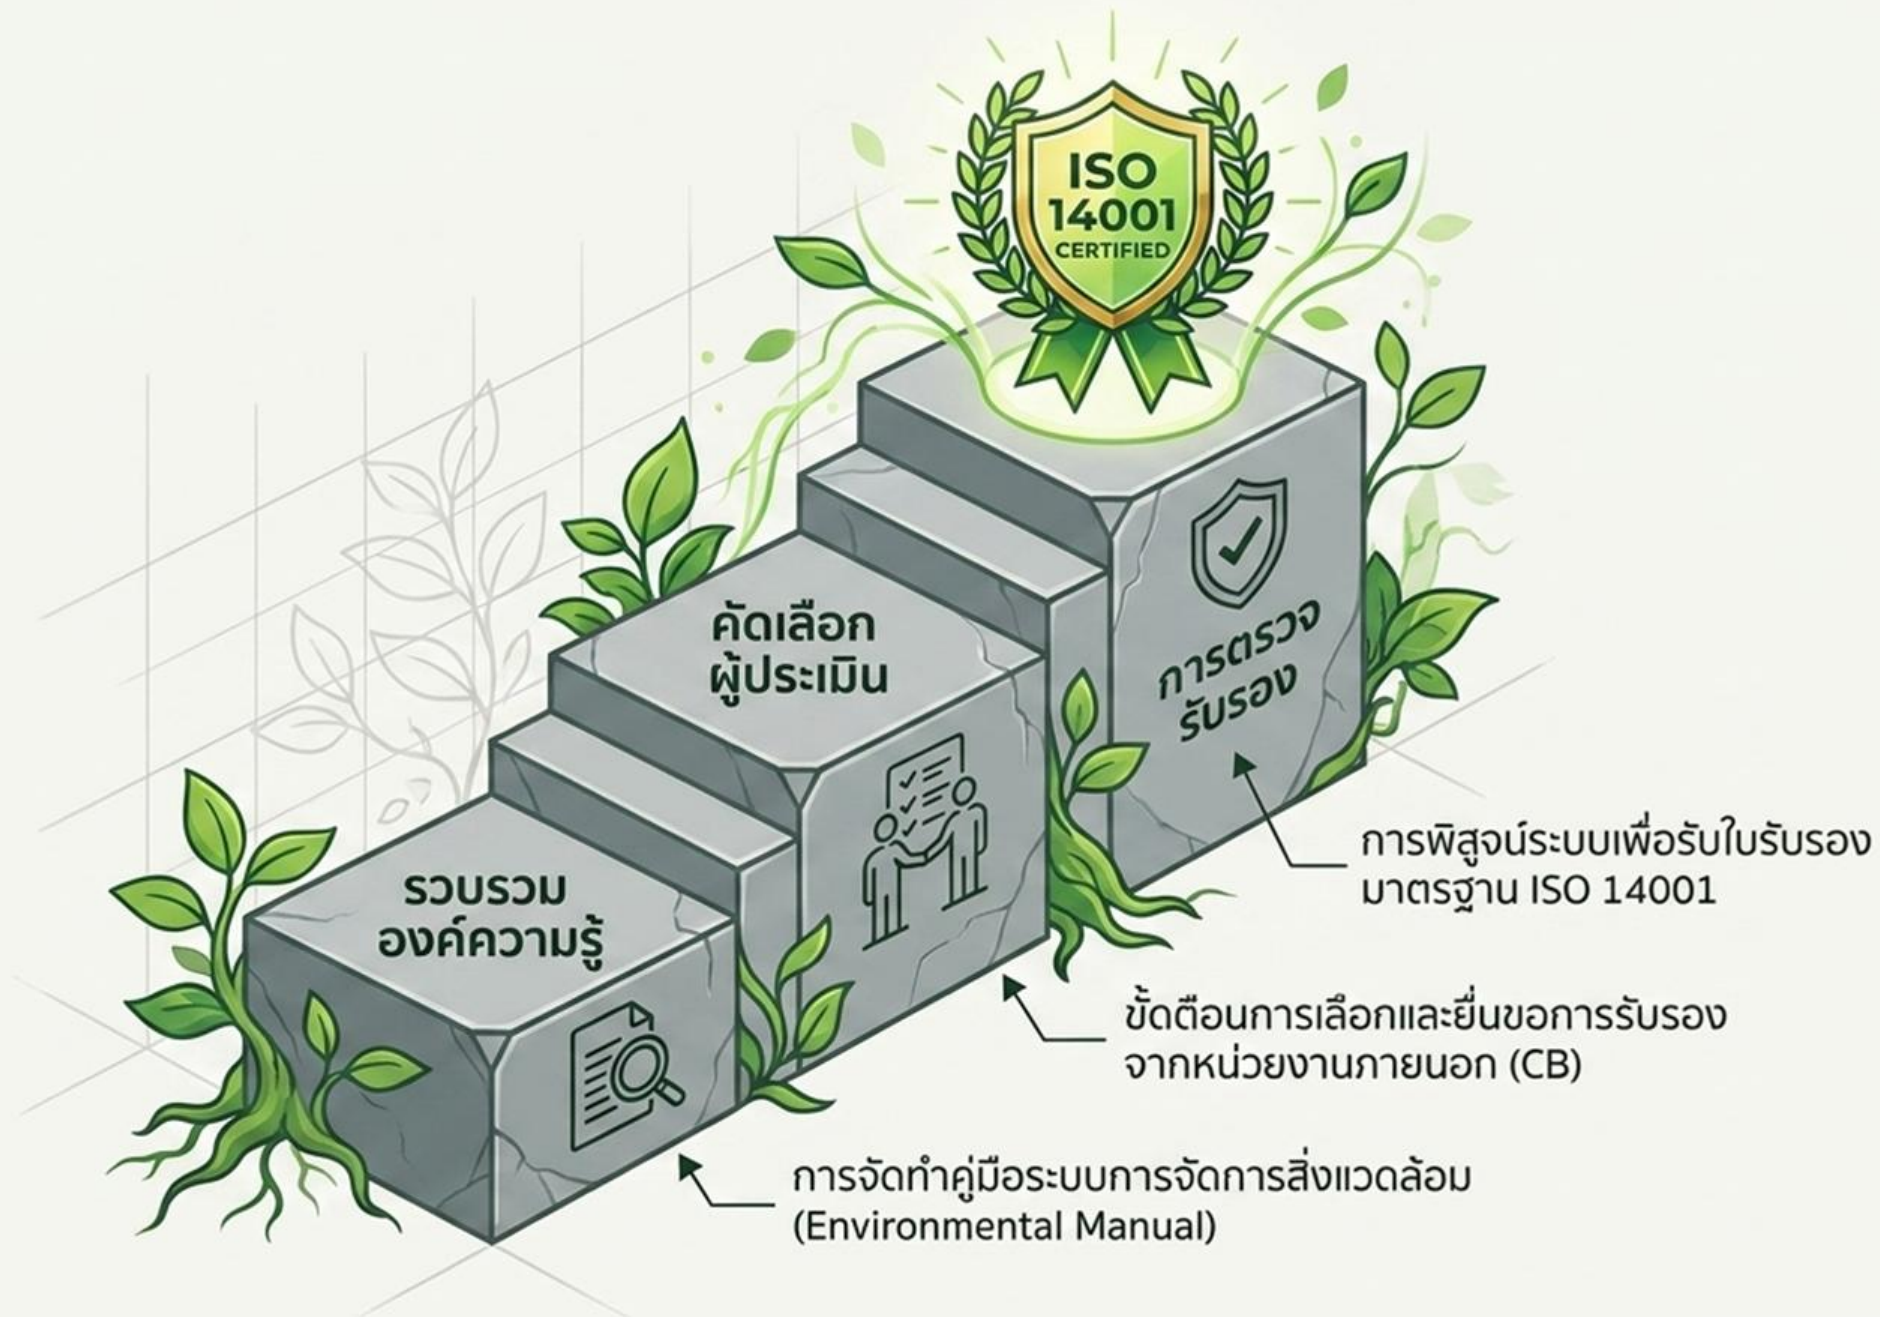 ISO
14001
CERTIFIED
คัดเลือก
ผู้ประเมิน
การตรวจ
รับรอง
รวบรวม
องค์ความรู้
การพิสูจน์ระบบเพื่อรับใบรับรอง
มาตรฐาน ISO 14001
ขั้ดตือนการเลือกและยื่นขอการรับรอง
จากหน่วยงานภายนอก (CB)
การจัดทำคู่มือระบบการจัดการสิ่งแวดล้อม
(Environmental Manual)